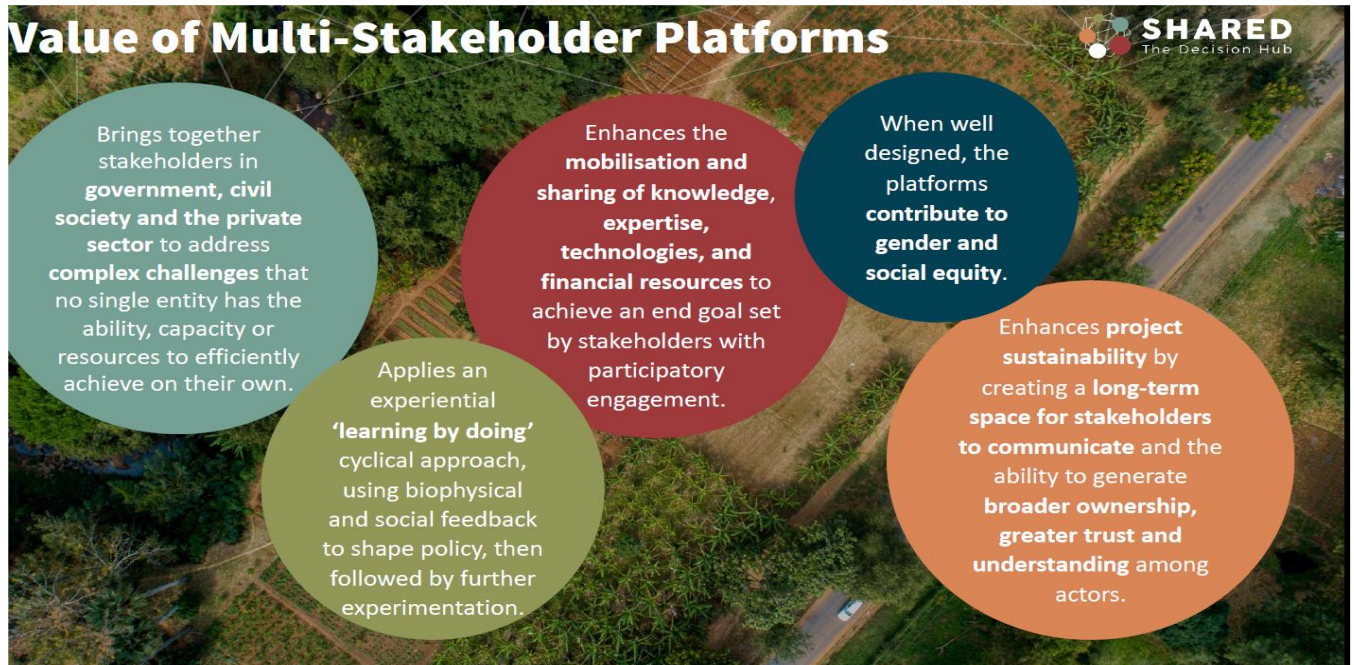 Value of Multi-Stakeholder Platforms
SHARED
The Decision Hub
Brings together
stakeholders in
government, civil
society and the private
sector to address
complex challenges that
no single entity has the
ability, capacity or
resources to efficiently
achieve on their own.
Applies an
experiential
‘learning by doing’
cyclical approach,
using biophysical
and social feedback
to shape policy, then
followed by further
experimentation.
Enhances the
mobilisation and
sharing of knowledge,
expertise,
technologies, and
financial resources to
achieve an end goal set
by stakeholders with
participatory
engagement.
When well
designed, the
platforms
contribute to
gender and
social equity.
Enhances project
sustainability by
creating a long-term
space for stakeholders
to communicate and the
ability to generate
broader ownership,
greater trust and
understanding among
actors.